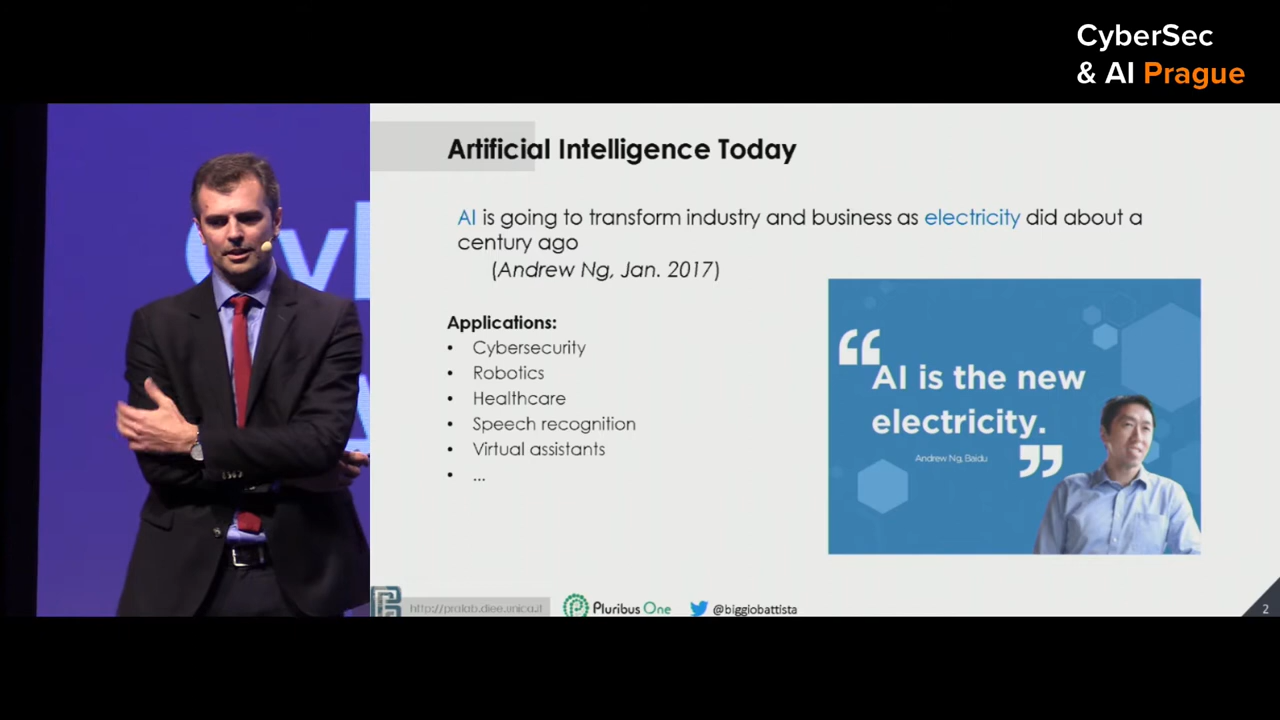 CyberSec
& AI Prague
Artificial Intelligence Today
AI is going to transform industry and business as electricity did about a
century ago
(Andrew Ng, Jan. 2017)
Applications:
• Cybersecurity
• Robotics
• Healthcare
• Speech recognition
• Virtual assistants
• ...
“AI is the new
electricity.”
Andrew Ng, Baidu
http://pralab.diee.unica.it
Pluribus One
@biggiobattista
2
Cy